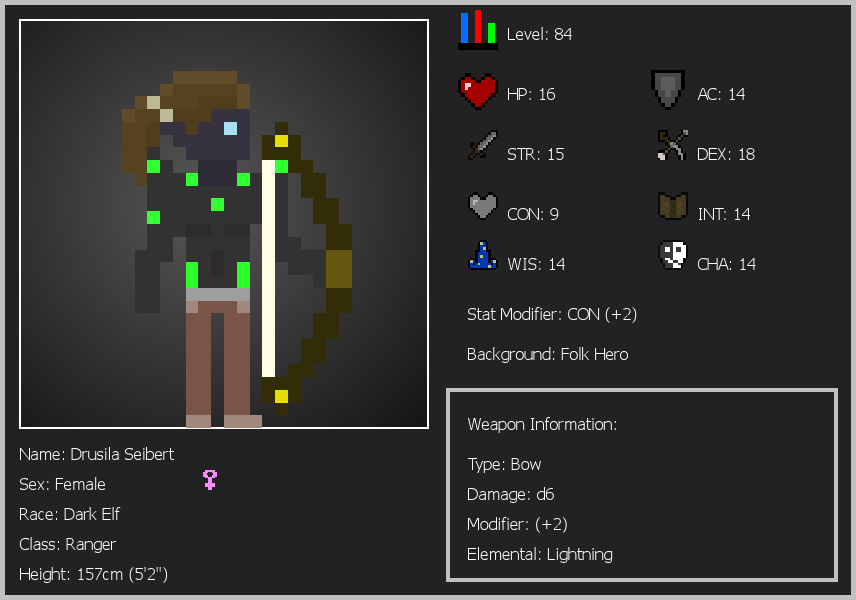 Level: 84
HP: 16
AC: 14
STR: 15
DEX: 18
CON: 9
INT: 14
WIS: 14
CHA: 14
Stat Modifier: CON (+2)
Background: Folk Hero
Name: Drusila Seibert
Sex: Female
Race: Dark Elf
Class: Ranger
Height: 157cm (5'2")
Weapon Information:
Type: Bow
Damage: d6
Modifier: (+2)
Elemental: Lightning